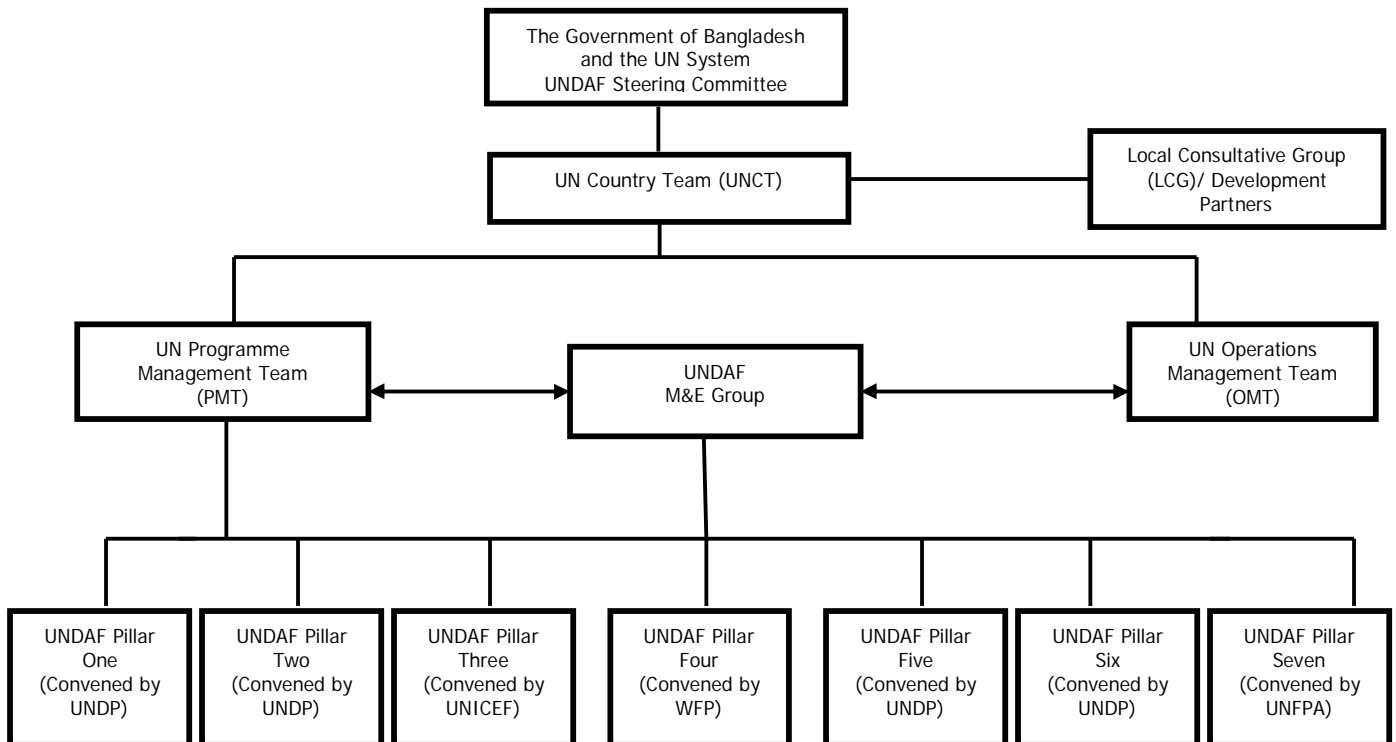 The Government of Bangladesh
and the UN System
UNDAF Steering Committee
UN Country Team (UNCT)
Local Consultative Group
(LCG)/ Development
Partners
UN Programme
Management Team
(PMT)
UNDAF
M&E Group
UN Operations
Management Team
(OMT)
UNDAF Pillar
One
(Convened by
UNDP)
UNDAF Pillar
Two
(Convened by
UNDP)
UNDAF Pillar
Three
(Convened by
UNICEF)
UNDAF Pillar
Four
(Convened by
WFP)
UNDAF Pillar
Five
(Convened by
UNDP)
UNDAF Pillar
Six
(Convened by
UNDP)
UNDAF Pillar
Seven
(Convened by
UNFPA)